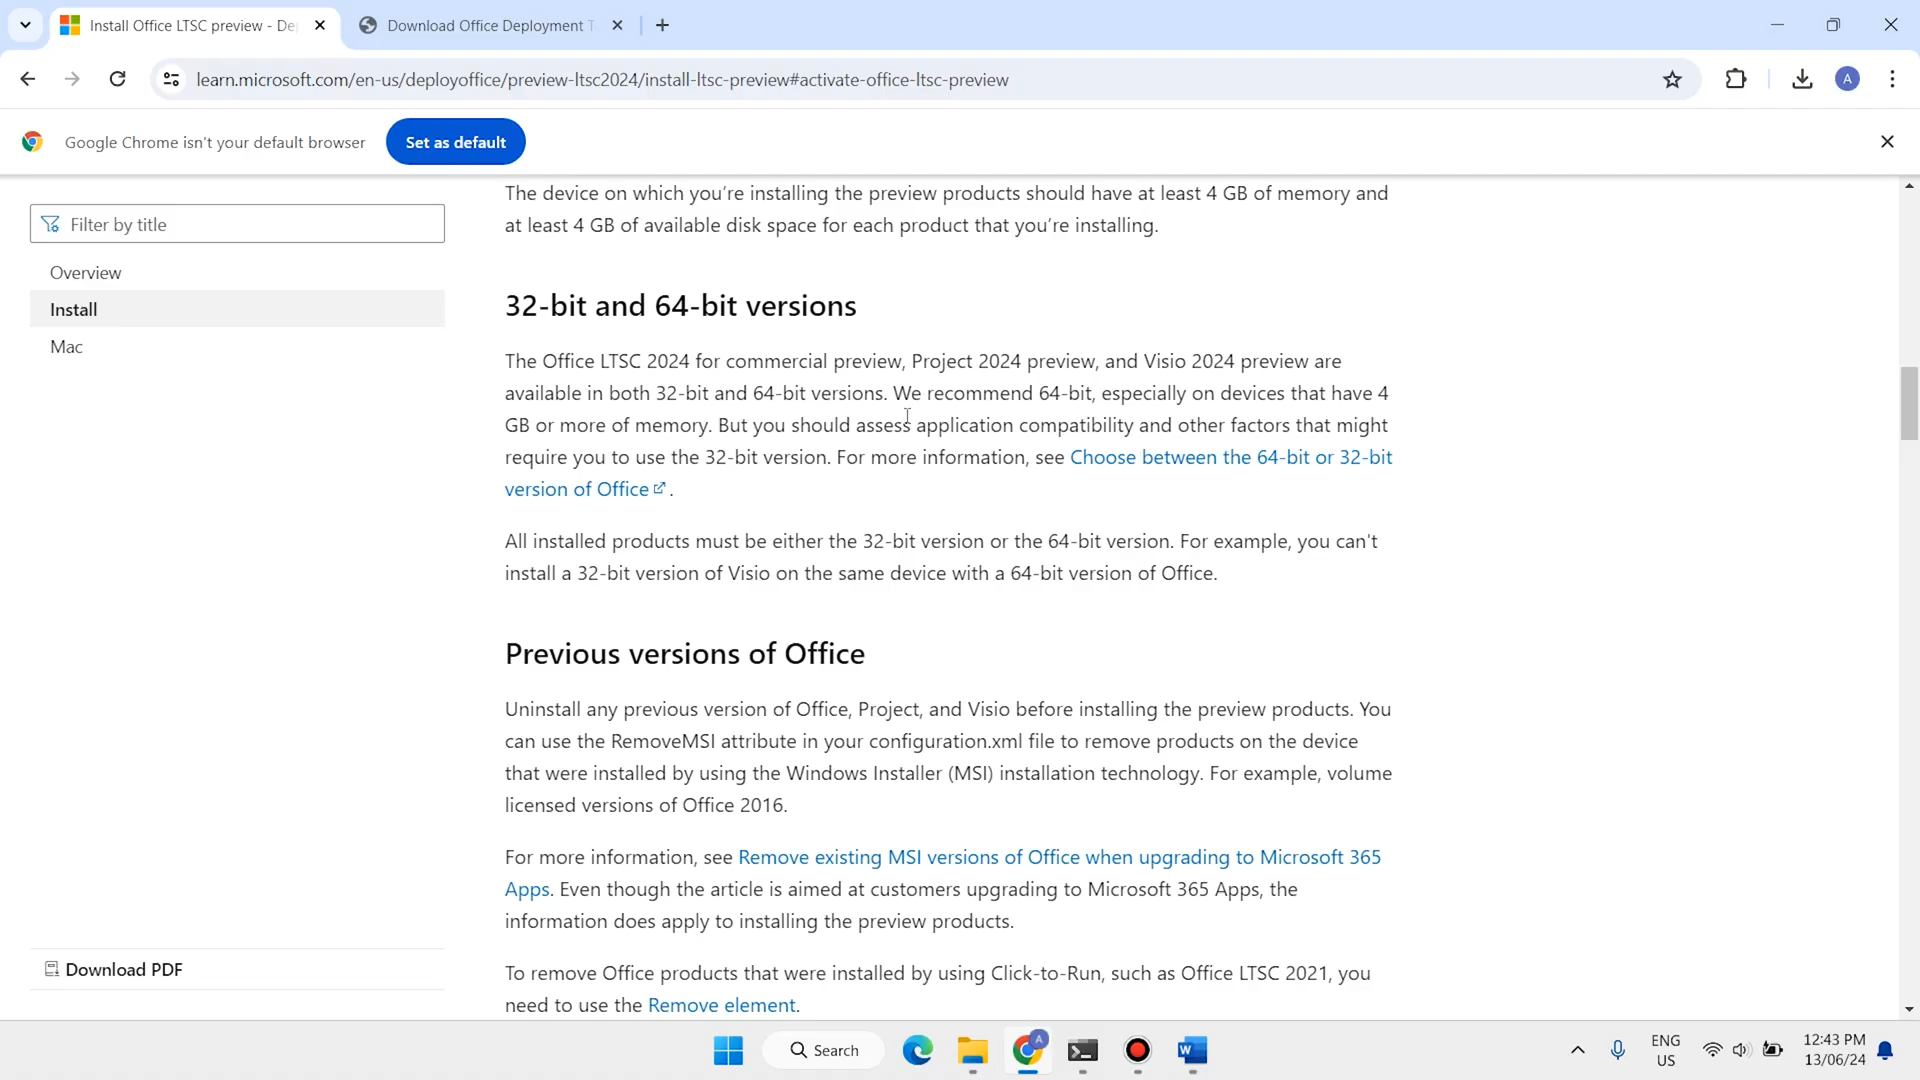 Install Office LTSC preview - De
Download Office Deployment T
learn.microsoft.com/en-us/deployoffice/preview-ltsc2024/install-ltsc-preview#activate-office-ltsc-preview
A
Google Chrome isn't your default browser
Set as default
Filter by title
Overview
Install
Mac
Download PDF
The device on which you're installing the preview products should have at least 4 GB of memory and
at least 4 GB of available disk space for each product that you're installing.
32-bit and 64-bit versions
The Office LTSC 2024 for commercial preview, Project 2024 preview, and Visio 2024 preview are
available in both 32-bit and 64-bit versions. We recommend 64-bit, especially on devices that have 4
GB or more of memory. But you should assess application compatibility and other factors that might
require you to use the 32-bit version. For more information, see Choose between the 64-bit or 32-bit
version of Office.
All installed products must be either the 32-bit version or the 64-bit version. For example, you can't
install a 32-bit version of Visio on the same device with a 64-bit version of Office.
Previous versions of Office
Uninstall any previous version of Office, Project, and Visio before installing the preview products. You
can use the RemoveMSI attribute in your configuration.xml file to remove products on the device
that were installed by using the Windows Installer (MSI) installation technology. For example, volume
licensed versions of Office 2016.
For more information, see Remove existing MSI versions of Office when upgrading to Microsoft 365
Apps. Even though the article is aimed at customers upgrading to Microsoft 365 Apps, the
information does apply to installing the preview products.
To remove Office products that were installed by using Click-to-Run, such as Office LTSC 2021, you
need to use the Remove element.
Search
A
W
ENG
US
12:43 PM
13/06/24